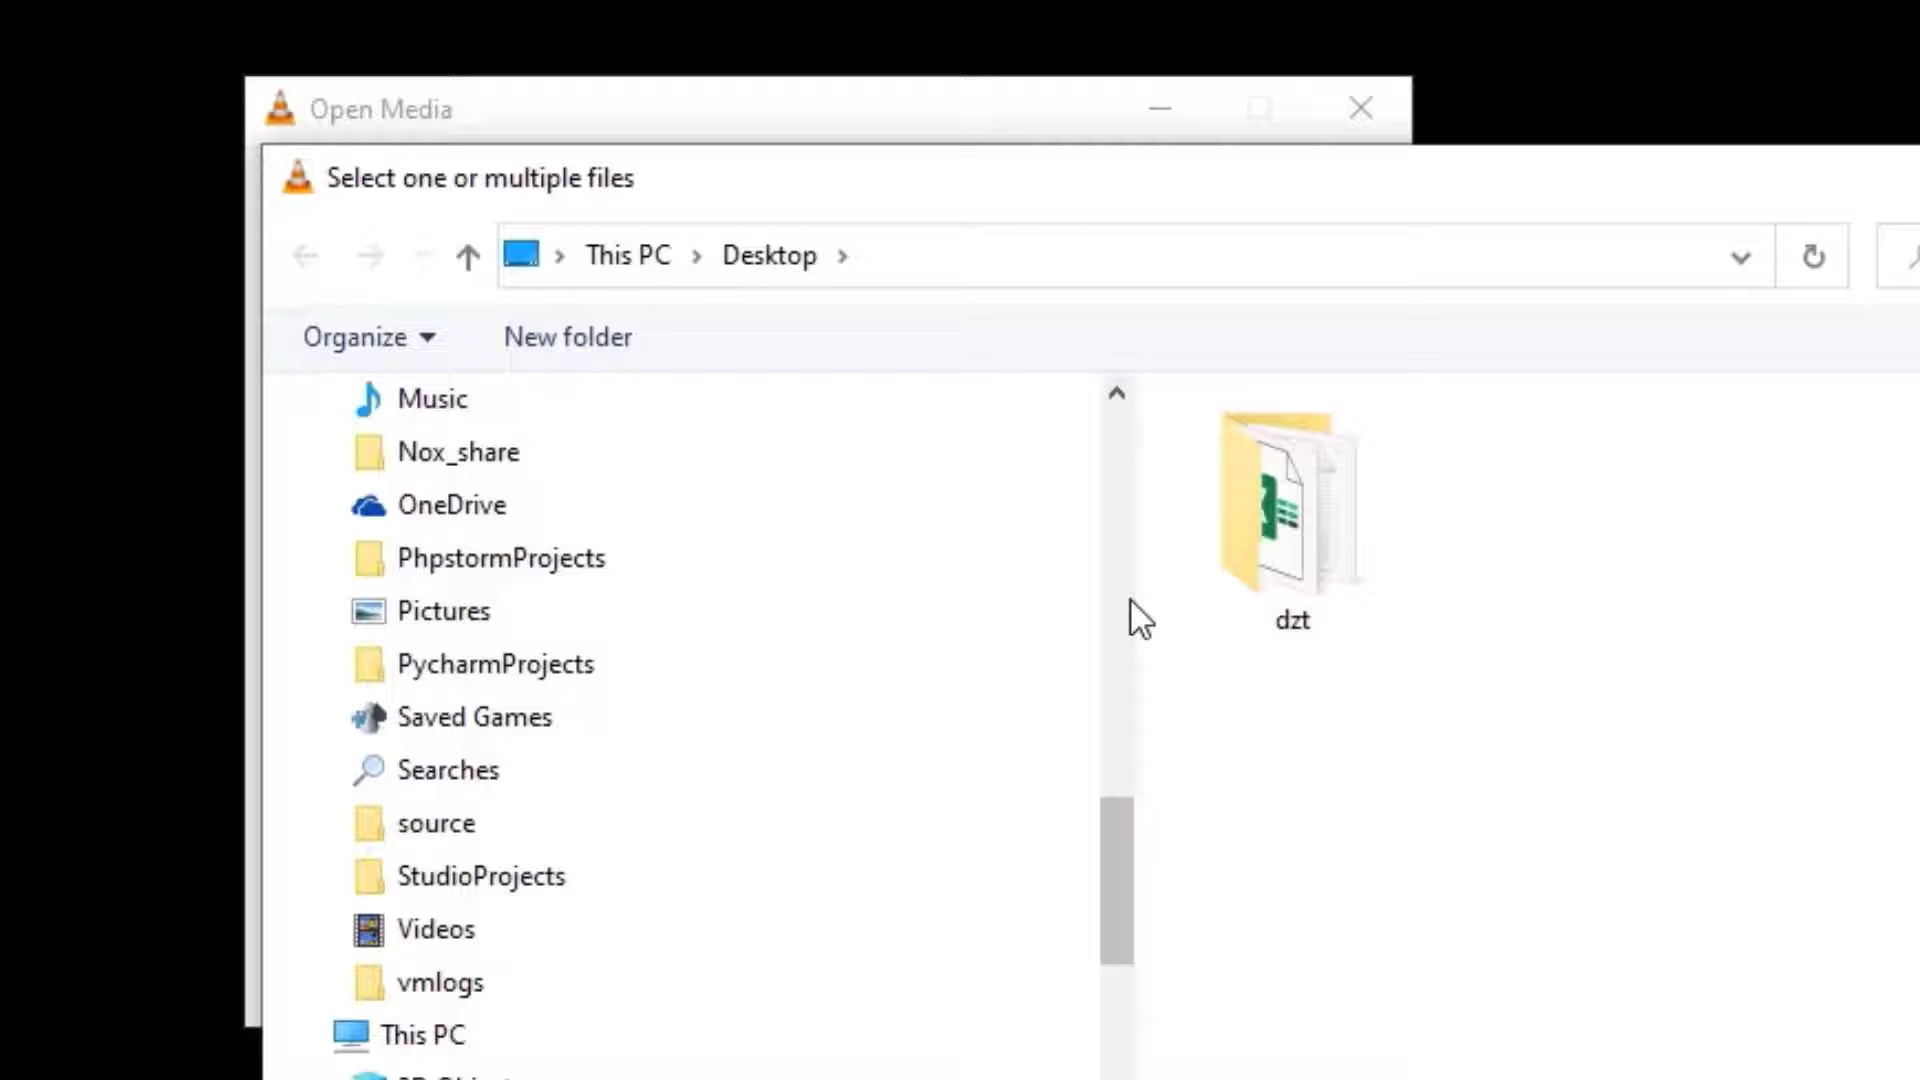 Open Media
Select one or multiple files
This PC
Desktop
Organize
New folder
Music
Nox_share
OneDrive
PhpstormProjects
Pictures
PycharmProjects
Saved Games
Searches
source
StudioProjects
Videos
vmlogs
This PC
dzt